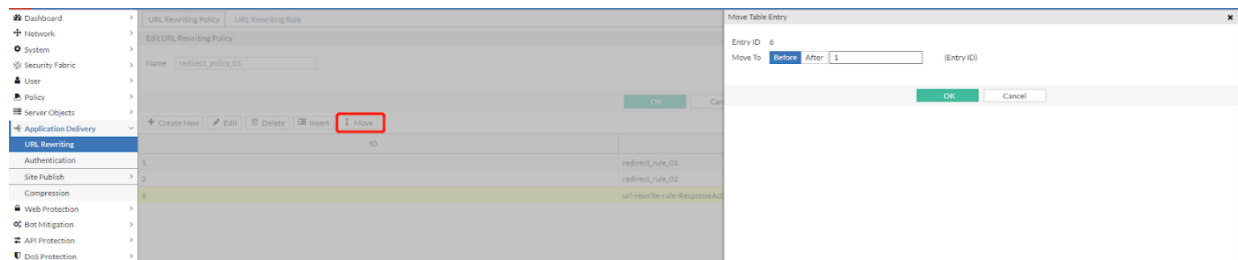 Dashboard
Network
System
Security Fabric
User
Policy
Server Objects
Application Delivery
URL Rewriting
Authentication
Site Publish
Compression
Web Protection
Bot Mitigation
API Protection
DoS Protection
URL Rewriting Policy URL Rewriting Rule
Edit URL Rewriting Policy
Name redirect_policy_01
OK Can
Create New Edit Delete Insert Move
ID
1 redirect_rule_01
2 redirect_rule_02
6 url-rewrite-rule-ResponseAct
Move Table Entry
Entry ID 6
Move To Before After 1 (Entry ID)
OK Cancel